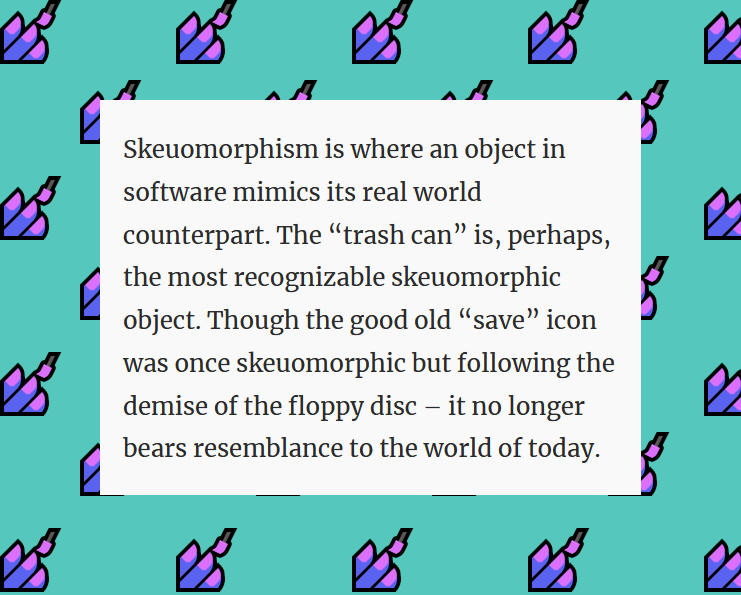 Skeuomorphism is where an object in
software mimics its real world
counterpart. The “trash can” is, perhaps,
the most recognizable skeuomorphic
object. Though the good old “save” icon
was once skeuomorphic but following the
demise of the floppy disc – it no longer
bears resemblance to the world of today.